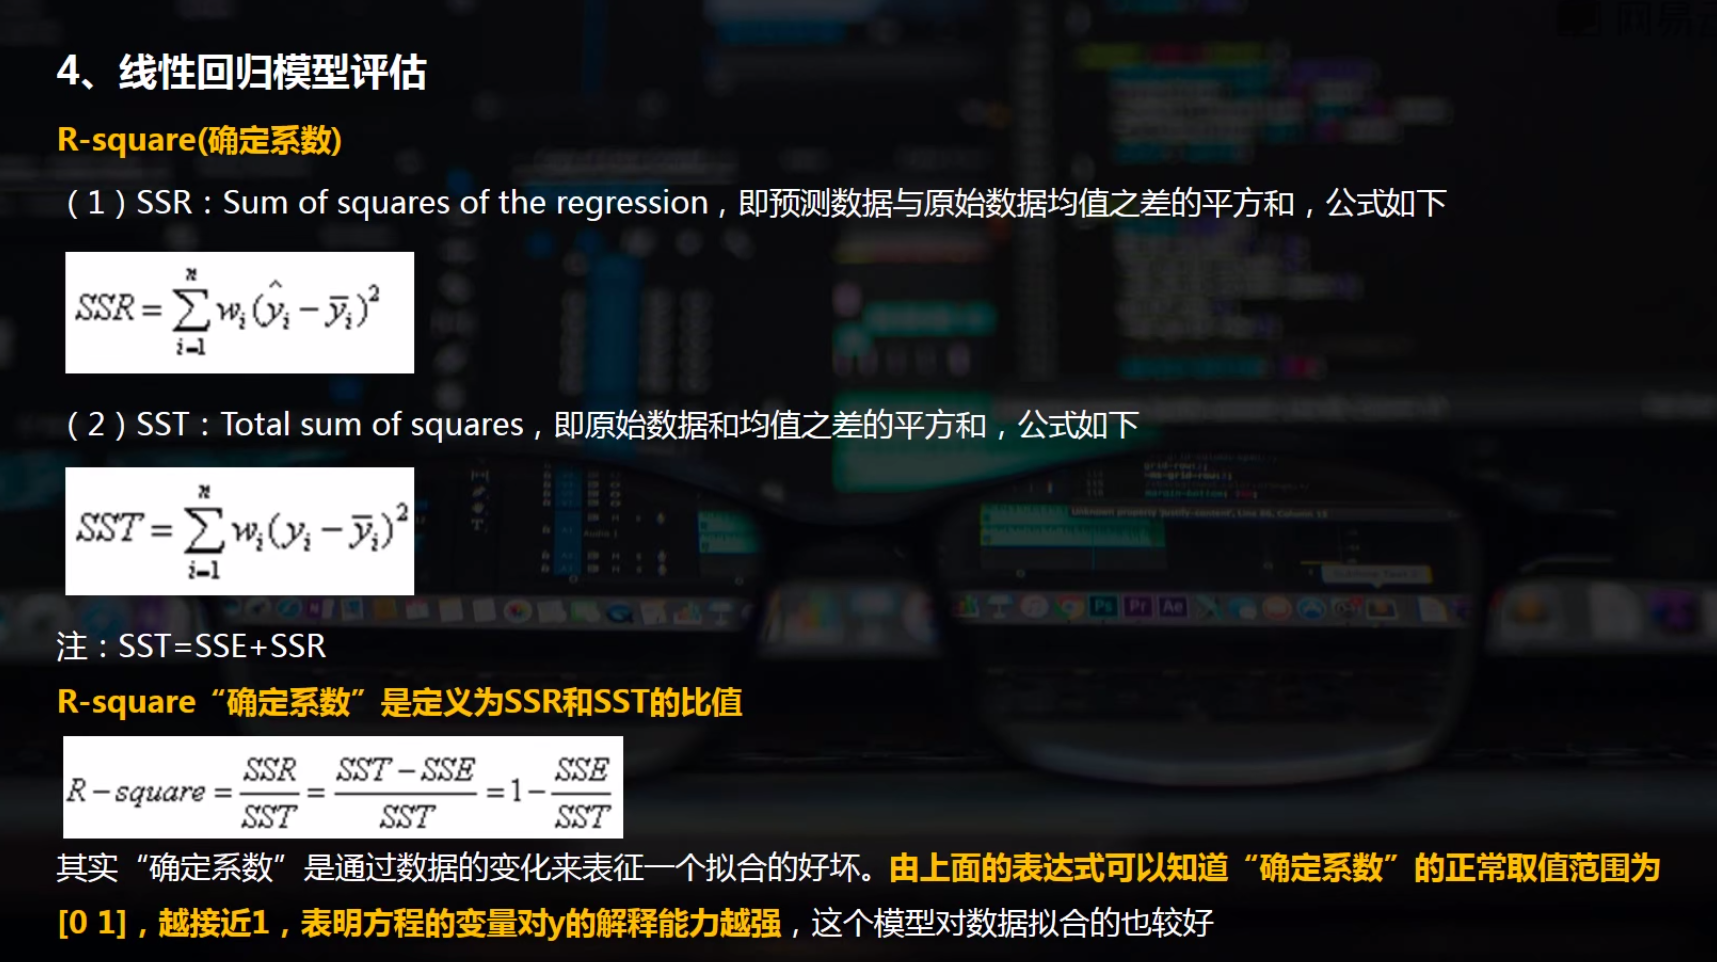 网易云
4、线性回归模型评估
R-square(确定系数)
（1）SSR：Sum of squares of the regression，即预测数据与原始数据均值之差的平方和，公式如下
SSR = \sum_{i=1}^{n} w_i(\hat{y}_i - \bar{y}_i)^2
（2）SST：Total sum of squares，即原始数据和均值之差的平方和，公式如下
SST = \sum_{i=1}^{n} w_i(y_i - \bar{y}_i)^2
注：SST=SSE+SSR
R-square“确定系数”是定义为SSR和SST的比值
R-square = \frac{SSR}{SST} = \frac{SST-SSE}{SST} = 1 - \frac{SSE}{SST}
其实“确定系数”是通过数据的变化来表征一个拟合的好坏。由上面的表达式可以知道“确定系数”的正常取值范围为
[0 1]，越接近1，表明方程的变量对y的解释能力越强，这个模型对数据拟合的也较好
Ps Pr Ae